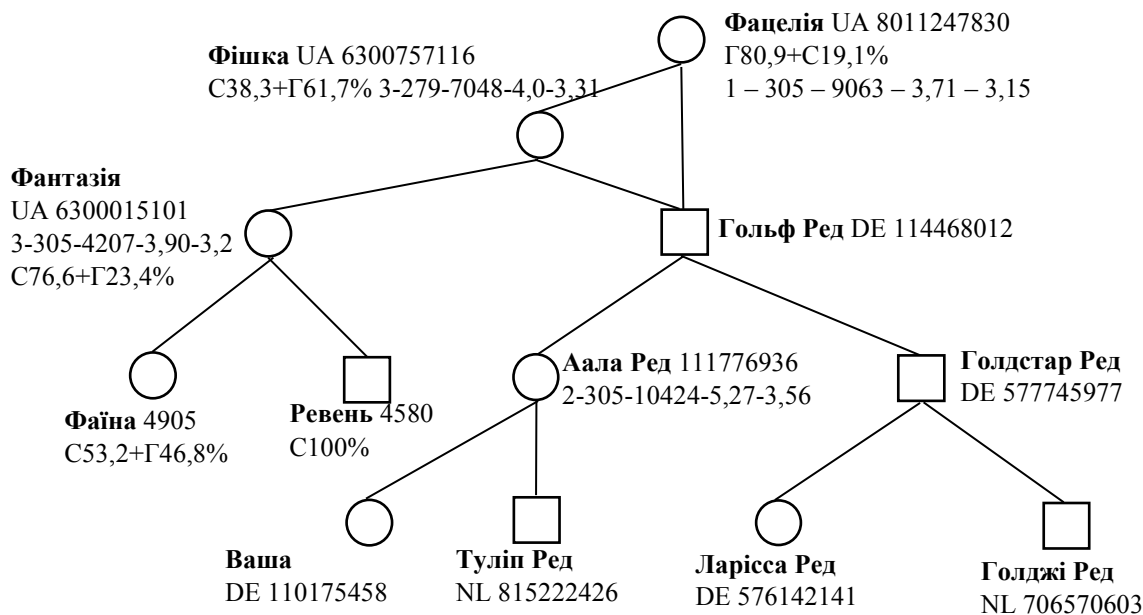 Фацелія UA 8011247830
Г80,9+С19,1%
1 – 305 – 9063 – 3,71 – 3,15
Фішка UA 6300757116
С38,3+Г61,7% 3-279-7048-4,0-3,31
Фантазія
UA 6300015101
3-305-4207-3,90-3,2
С76,6+Г23,4%
Гольф Ред DE 114468012
Аала Ред 111776936
2-305-10424-5,27-3,56
Голдстар Ред
DE 577745977
Фаїна 4905
С53,2+Г46,8%
Ревень 4580
С100%
Ваша
DE 110175458
Туліп Ред
NL 815222426
Ларісса Ред
DE 576142141
Голджі Ред
NL 706570603